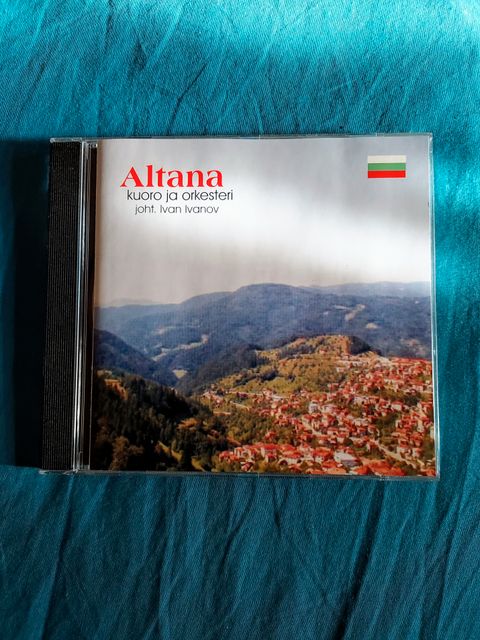 Altana
kuoro ja orkesteri
joht. Ivan Ivanov